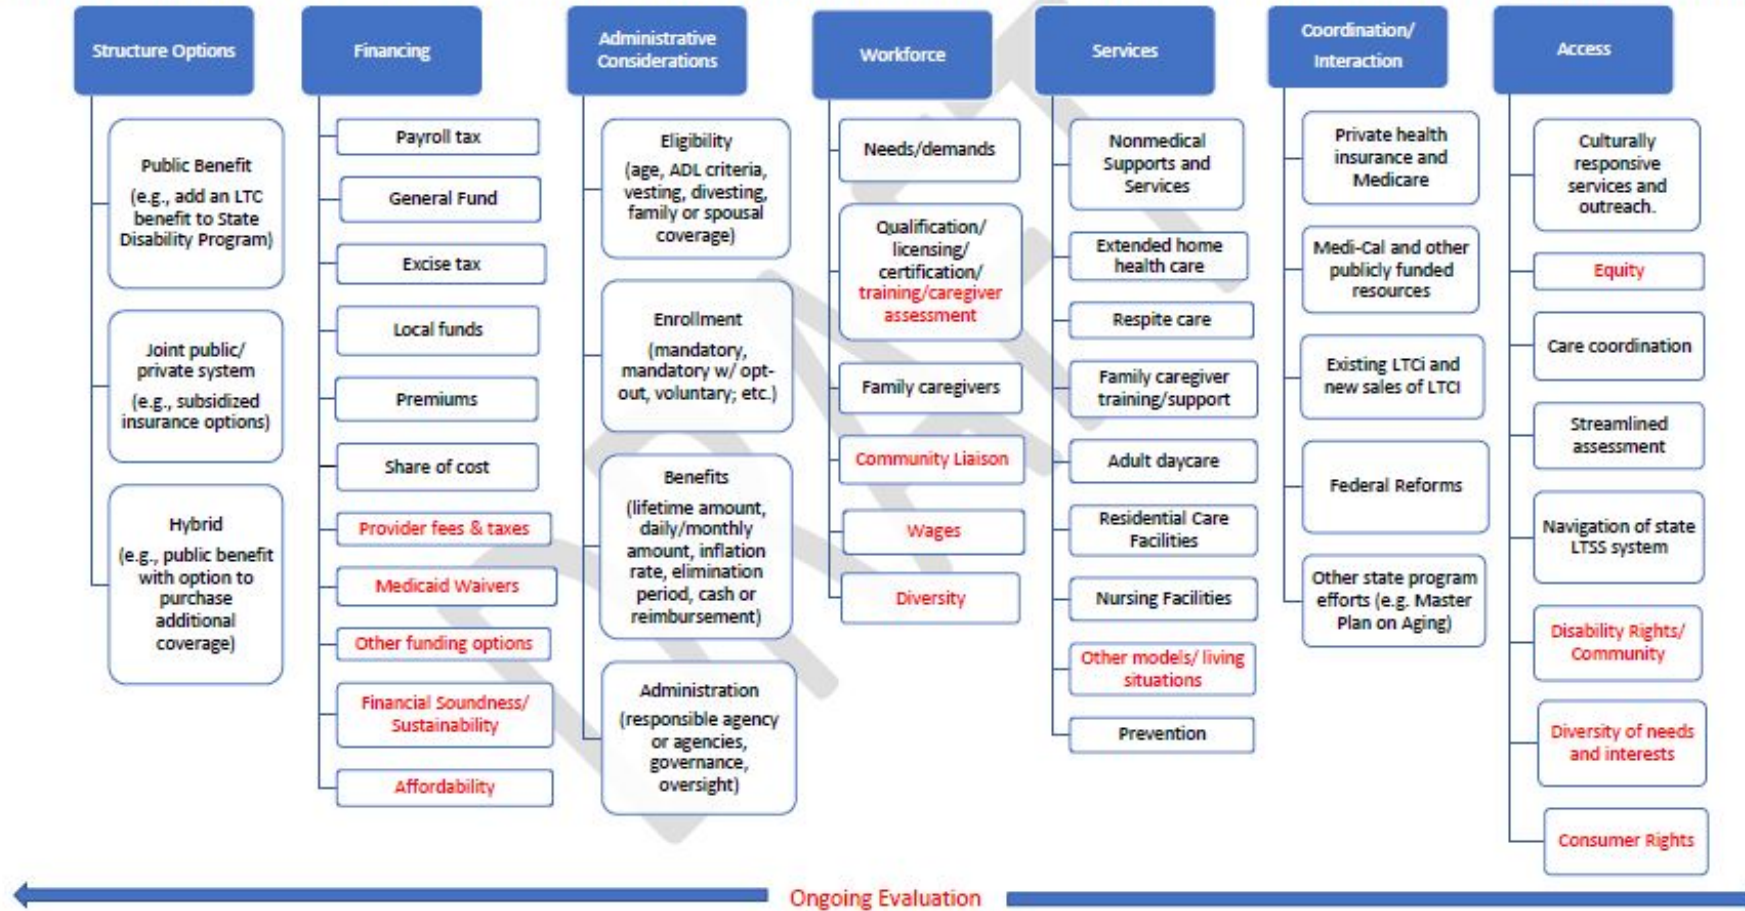 Structure Options
Public Benefit
(e.g., add an LTC
benefit to State
Disability Program)
Joint public/
private system
(e.g., subsidized
insurance options)
Hybrid
(e.g., public benefit
with option to
purchase
additional
coverage)
Financing
Payroll tax
General Fund
Excise tax
Local funds
Premiums
Share of cost
Provider fees & taxes
Medicaid Waivers
Other funding options
Financial Soundness/
Sustainability
Affordability
Administrative
Considerations
Eligibility
(age, ADL criteria,
vesting, divesting,
family or spousal
coverage)
Enrollment
(mandatory,
mandatory w/ opt-
out, voluntary; etc.)
Benefits
(lifetime amount,
daily/monthly
amount, inflation
rate, elimination
period, cash or
reimbursement)
Administration
(responsible agency
or agencies,
governance,
oversight)
Workforce
Needs/demands
Qualification/
licensing/
certification/
training/caregiver
assessment
Family caregivers
Community Liaison
Wages
Diversity
Services
Nonmedical
Supports and
Services
Extended home
health care
Respite care
Family caregiver
training/support
Adult daycare
Residential Care
Facilities
Nursing Facilities
Other models/ living
situations
Prevention
Coordination/
Interaction
Private health
insurance and
Medicare
Medi-Cal and other
publicly funded
resources
Existing LTCi and
new sales of LTCI
Federal Reforms
Other state program
efforts (e.g. Master
Plan on Aging)
Access
Culturally
responsive
services and
outreach.
Equity
Care coordination
Streamlined
assessment
Navigation of state
LTSS system
Disability Rights/
Community
Diversity of needs
and interests
Consumer Rights
Ongoing Evaluation
DRAFT